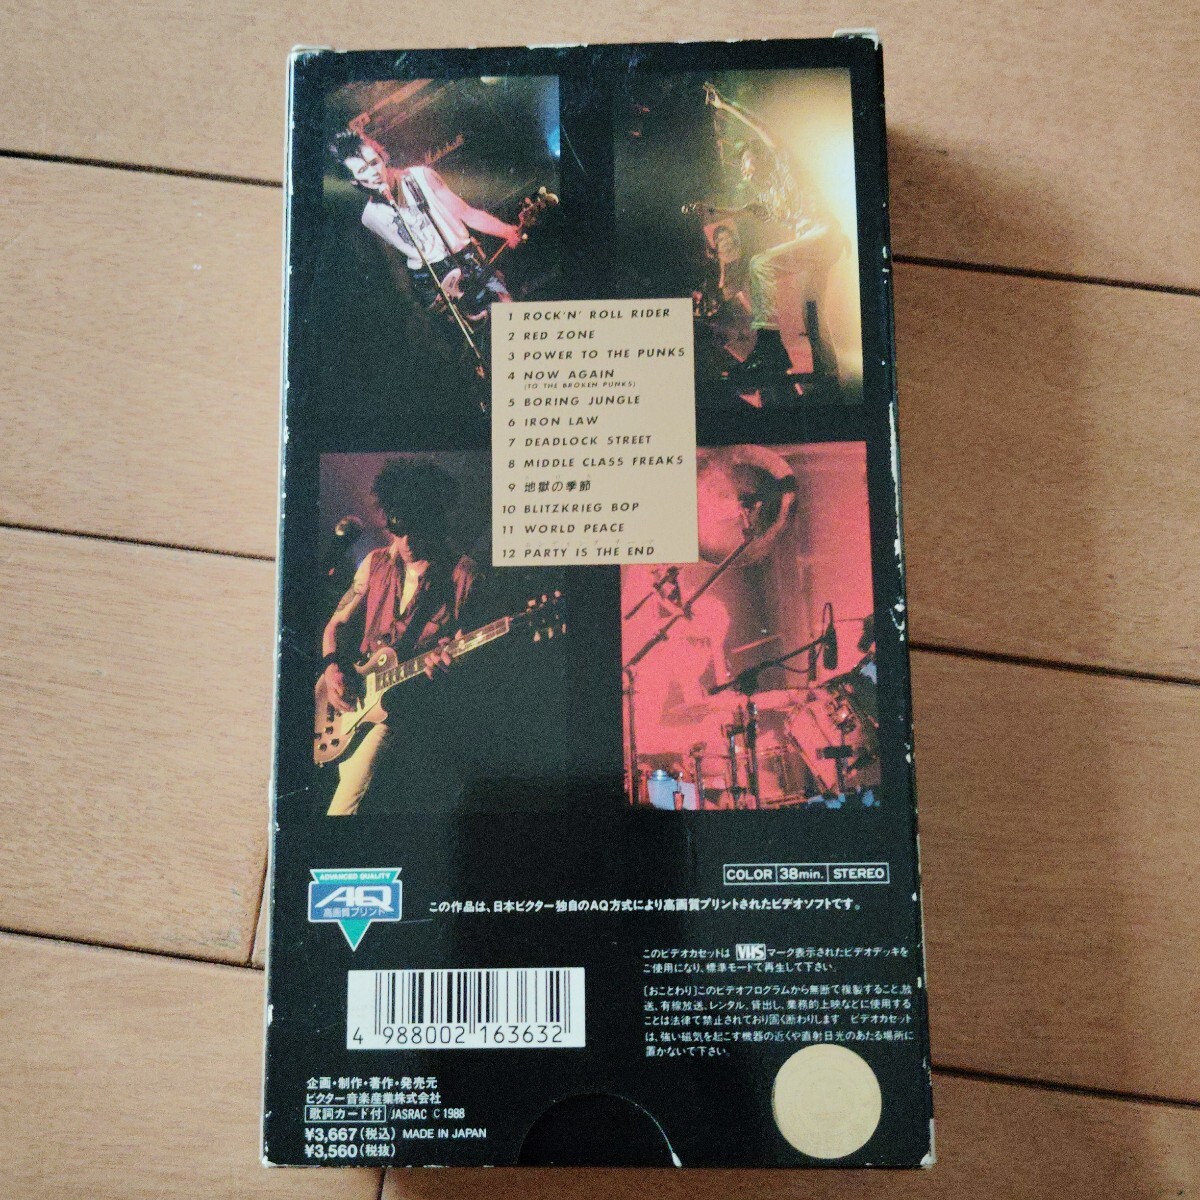 Marshall
1 ROCK'N' ROLL RIDER
2 RED ZONE
3 POWER TO THE PUNKS
4 NOW AGAIN
(TO THE BROKEN PUNKS)
5 BORING JUNGLE
6 IRON LAW
7 DEADLOCK STREET
8 MIDDLE CLASS FREAKS
9 地獄の季節
10 BLITZKRIEG BOP
11 WORLD PEACE
12 PARTY IS THE END
COLOR 38min. STEREO
ADVANCED QUALITY
AQ
高画質プリント
この作品は、日本ビクター独自のAQ方式により高画質プリントされたビデオソフトです。
このビデオカセットは VHS マーク表示されたビデオデッキを
ご使用になり、標準モードで再生して下さい。
[おことわり]このビデオプログラムから無断で複製すること、放
送、有線放送、レンタル、貸出し、業務的上映などに使用する
ことは法律で禁止されており固く断わりします。ビデオカセット
は、強い磁気を起こす機器の近くや直射日光のあたる場所に
置かないで下さい。
4 988002 163632
企画・制作・著作・発売元
ビクター音楽産業株式会社
歌詞カード付 JASRAC © 1988
¥3,667(税込) MADE IN JAPAN
¥3,560(税抜)